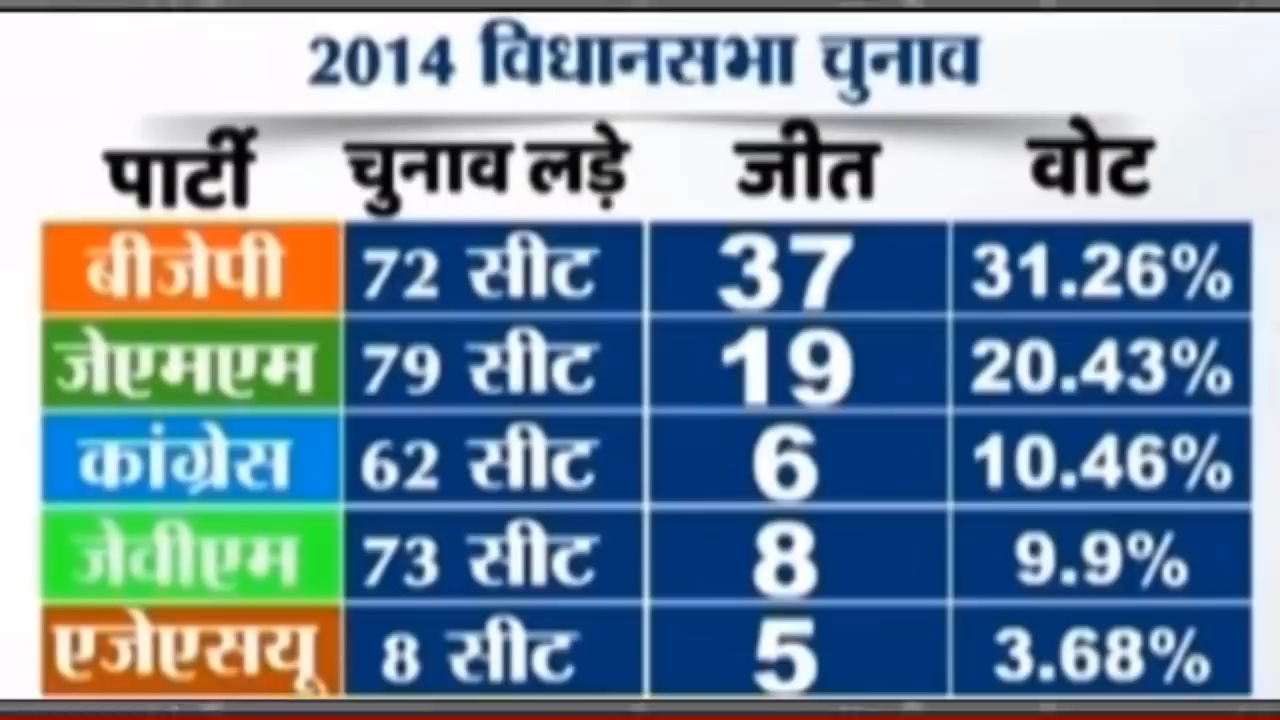 2014 विधानसभा चुनाव
पार्टी चुनाव लड़े जीत वोट
बीजेपी 72 सीट 37 31.26%
जेएमएम 79 सीट 19 20.43%
कांग्रेस 62 सीट 6 10.46%
जेवीएम 73 सीट 8 9.9%
एजेएसयू 8 सीट 5 3.68%